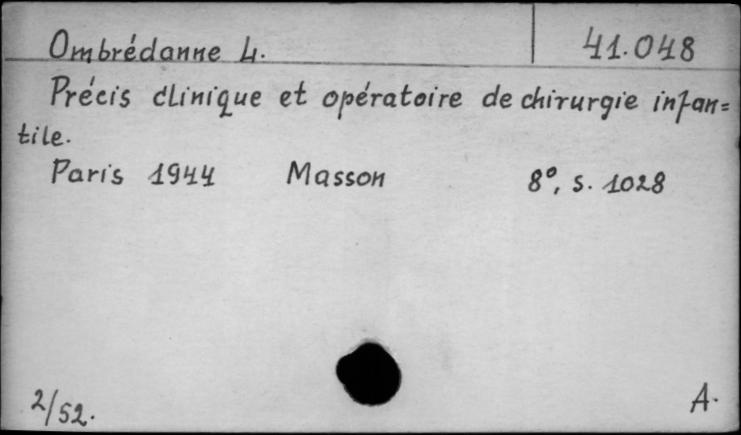 Ombrédanne L. 41.048
Précis clinique et opératoire de chirurgie infan=
tile.
Paris 1944 Masson 8°, s. 1028
2/52. A.